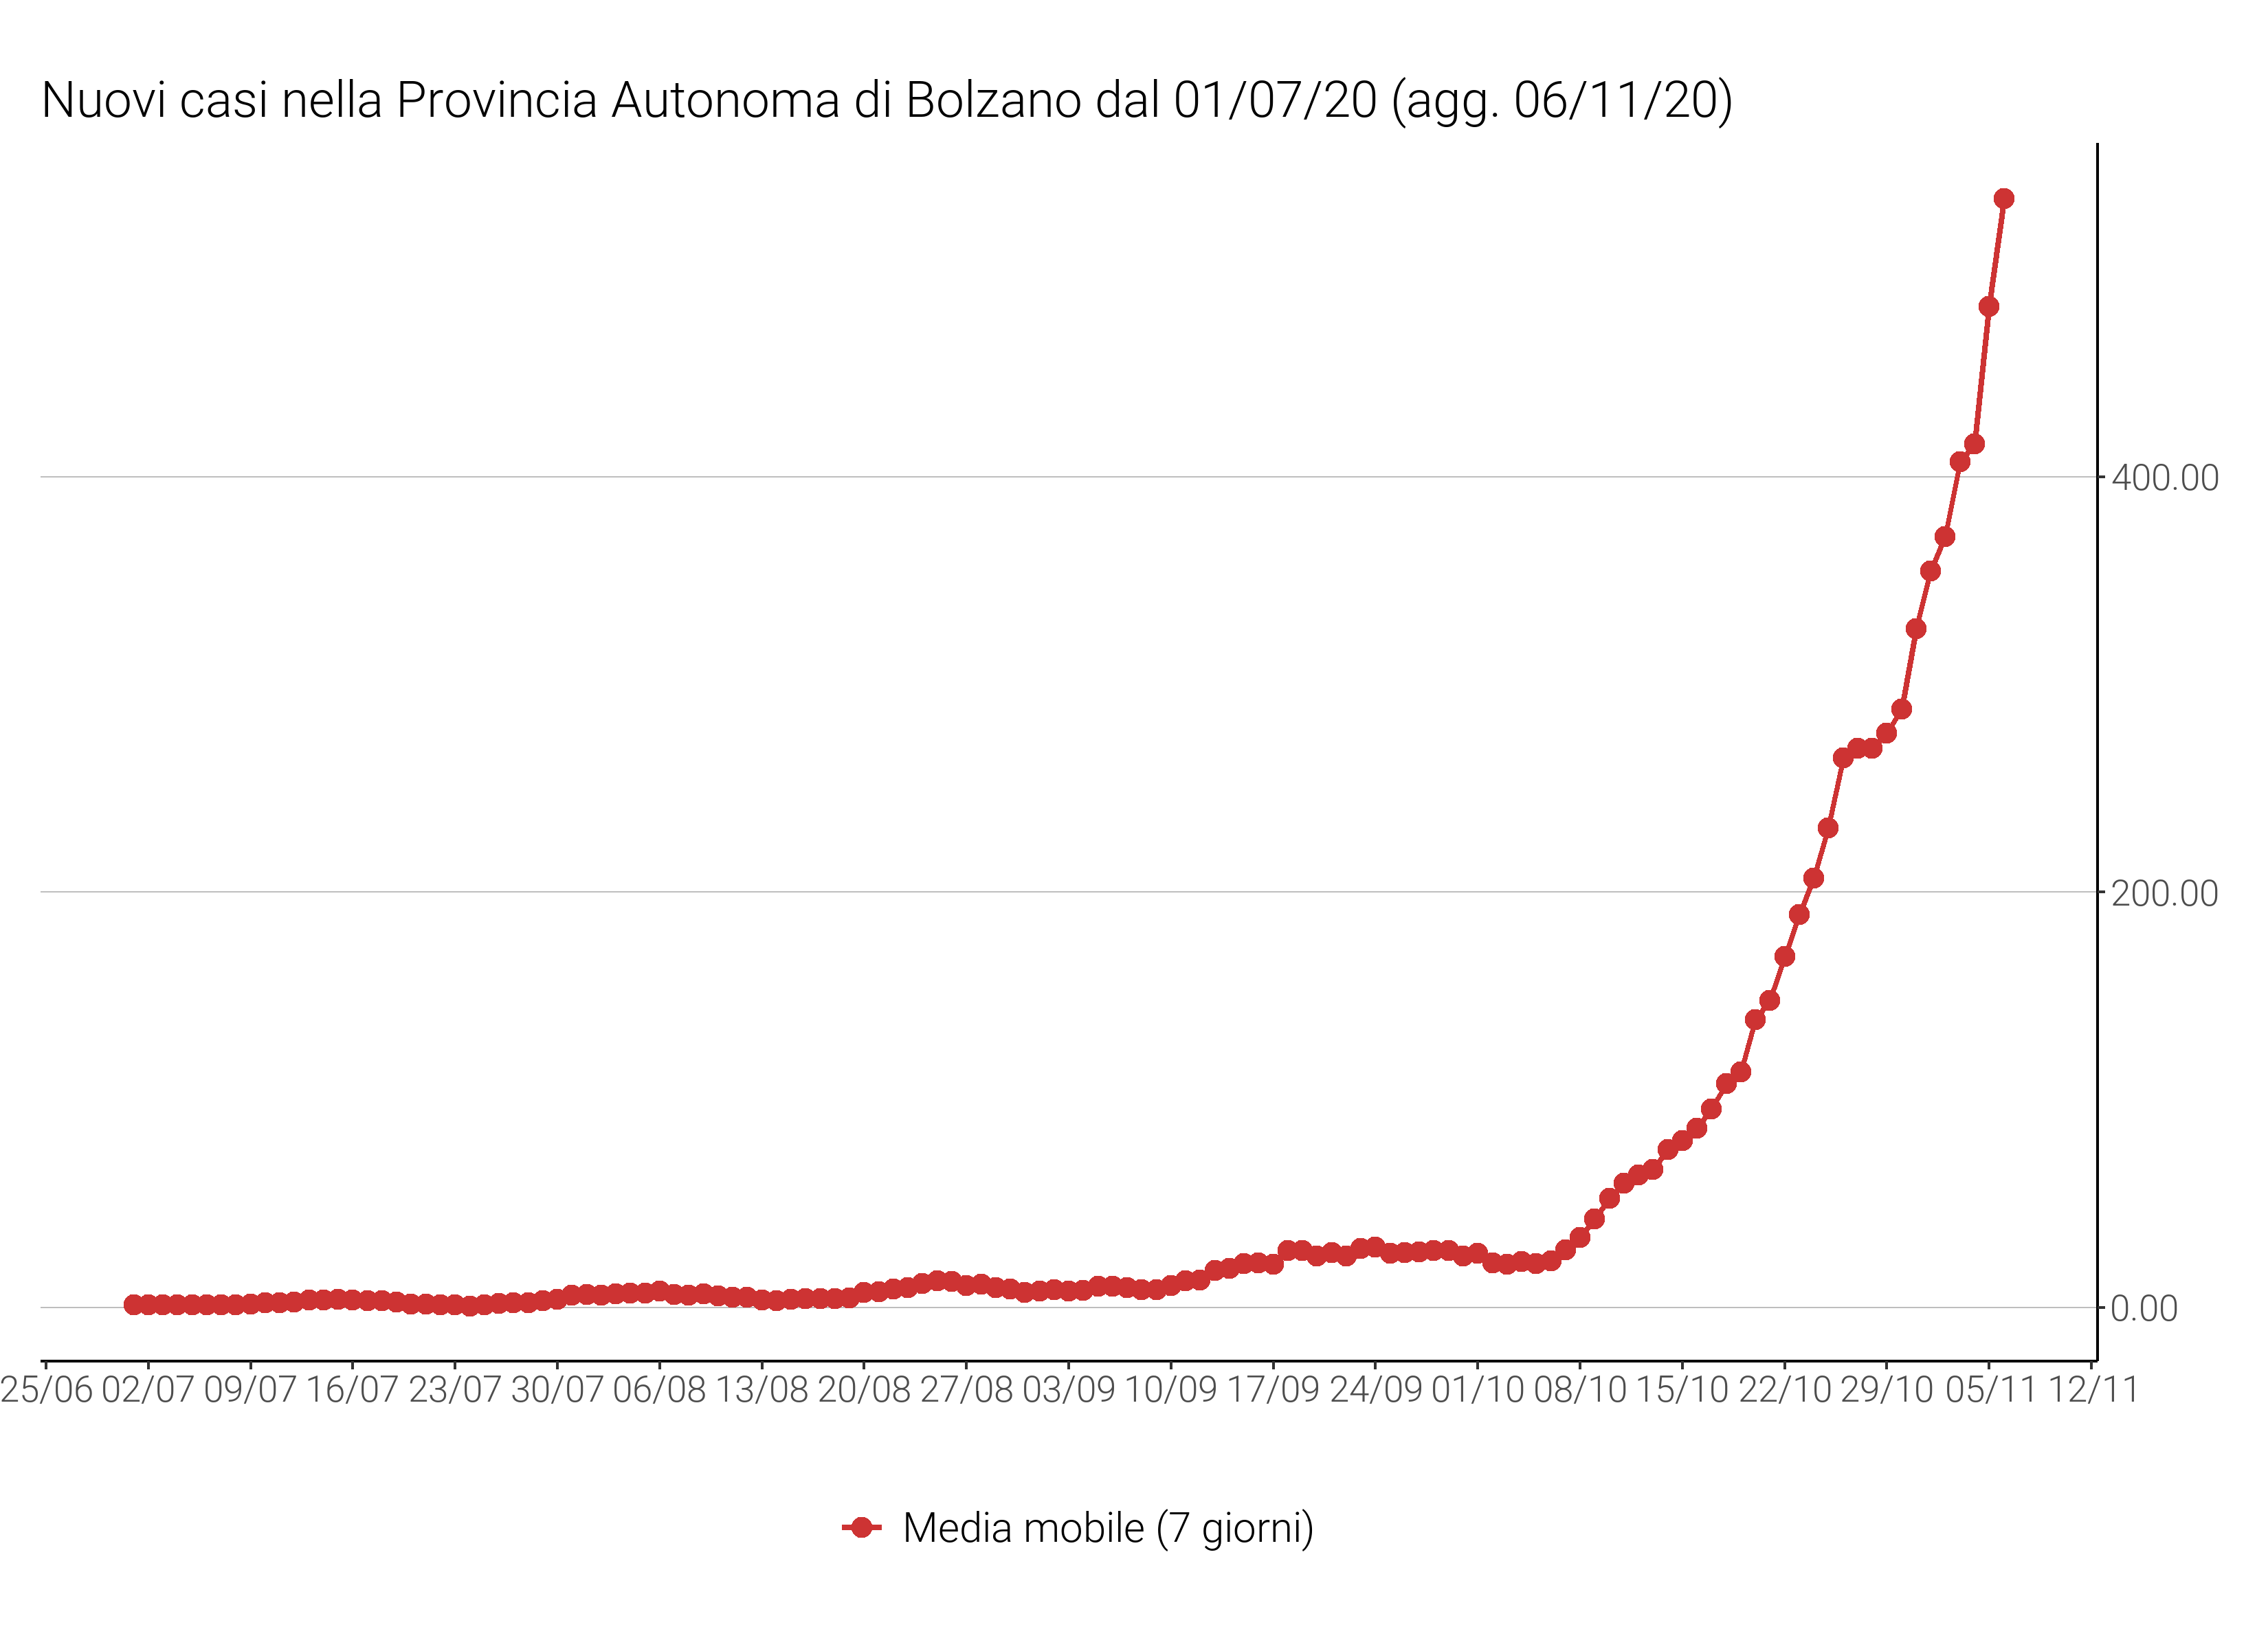 Nuovi casi nella Provincia Autonoma di Bolzano dal 01/07/20 (agg. 06/11/20)
400.00
200.00
0.00
25/06 02/07 09/07 16/07 23/07 30/07 06/08 13/08 20/08 27/08 03/09 10/09 17/09 24/09 01/10 08/10 15/10 22/10 29/10 05/11 12/11
Media mobile (7 giorni)